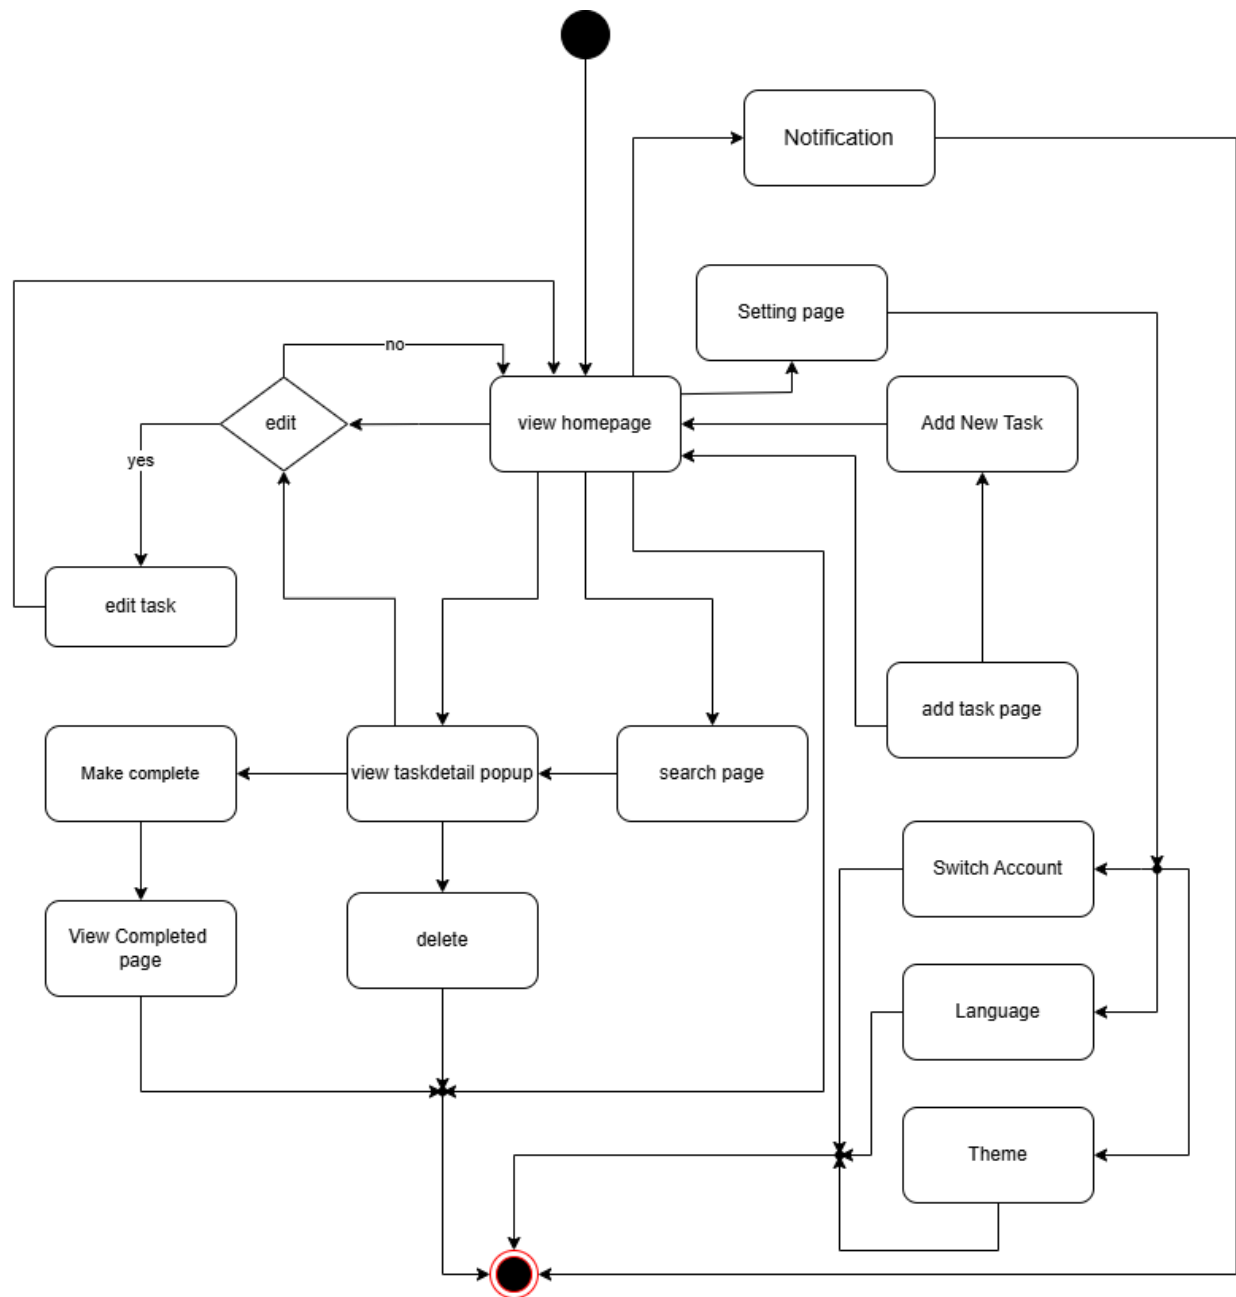 Notification
Setting page
no
edit
view homepage
Add New Task
yes
edit task
add task page
Make complete
view taskdetail popup
search page
Switch Account
View Completed
page
delete
Language
Theme